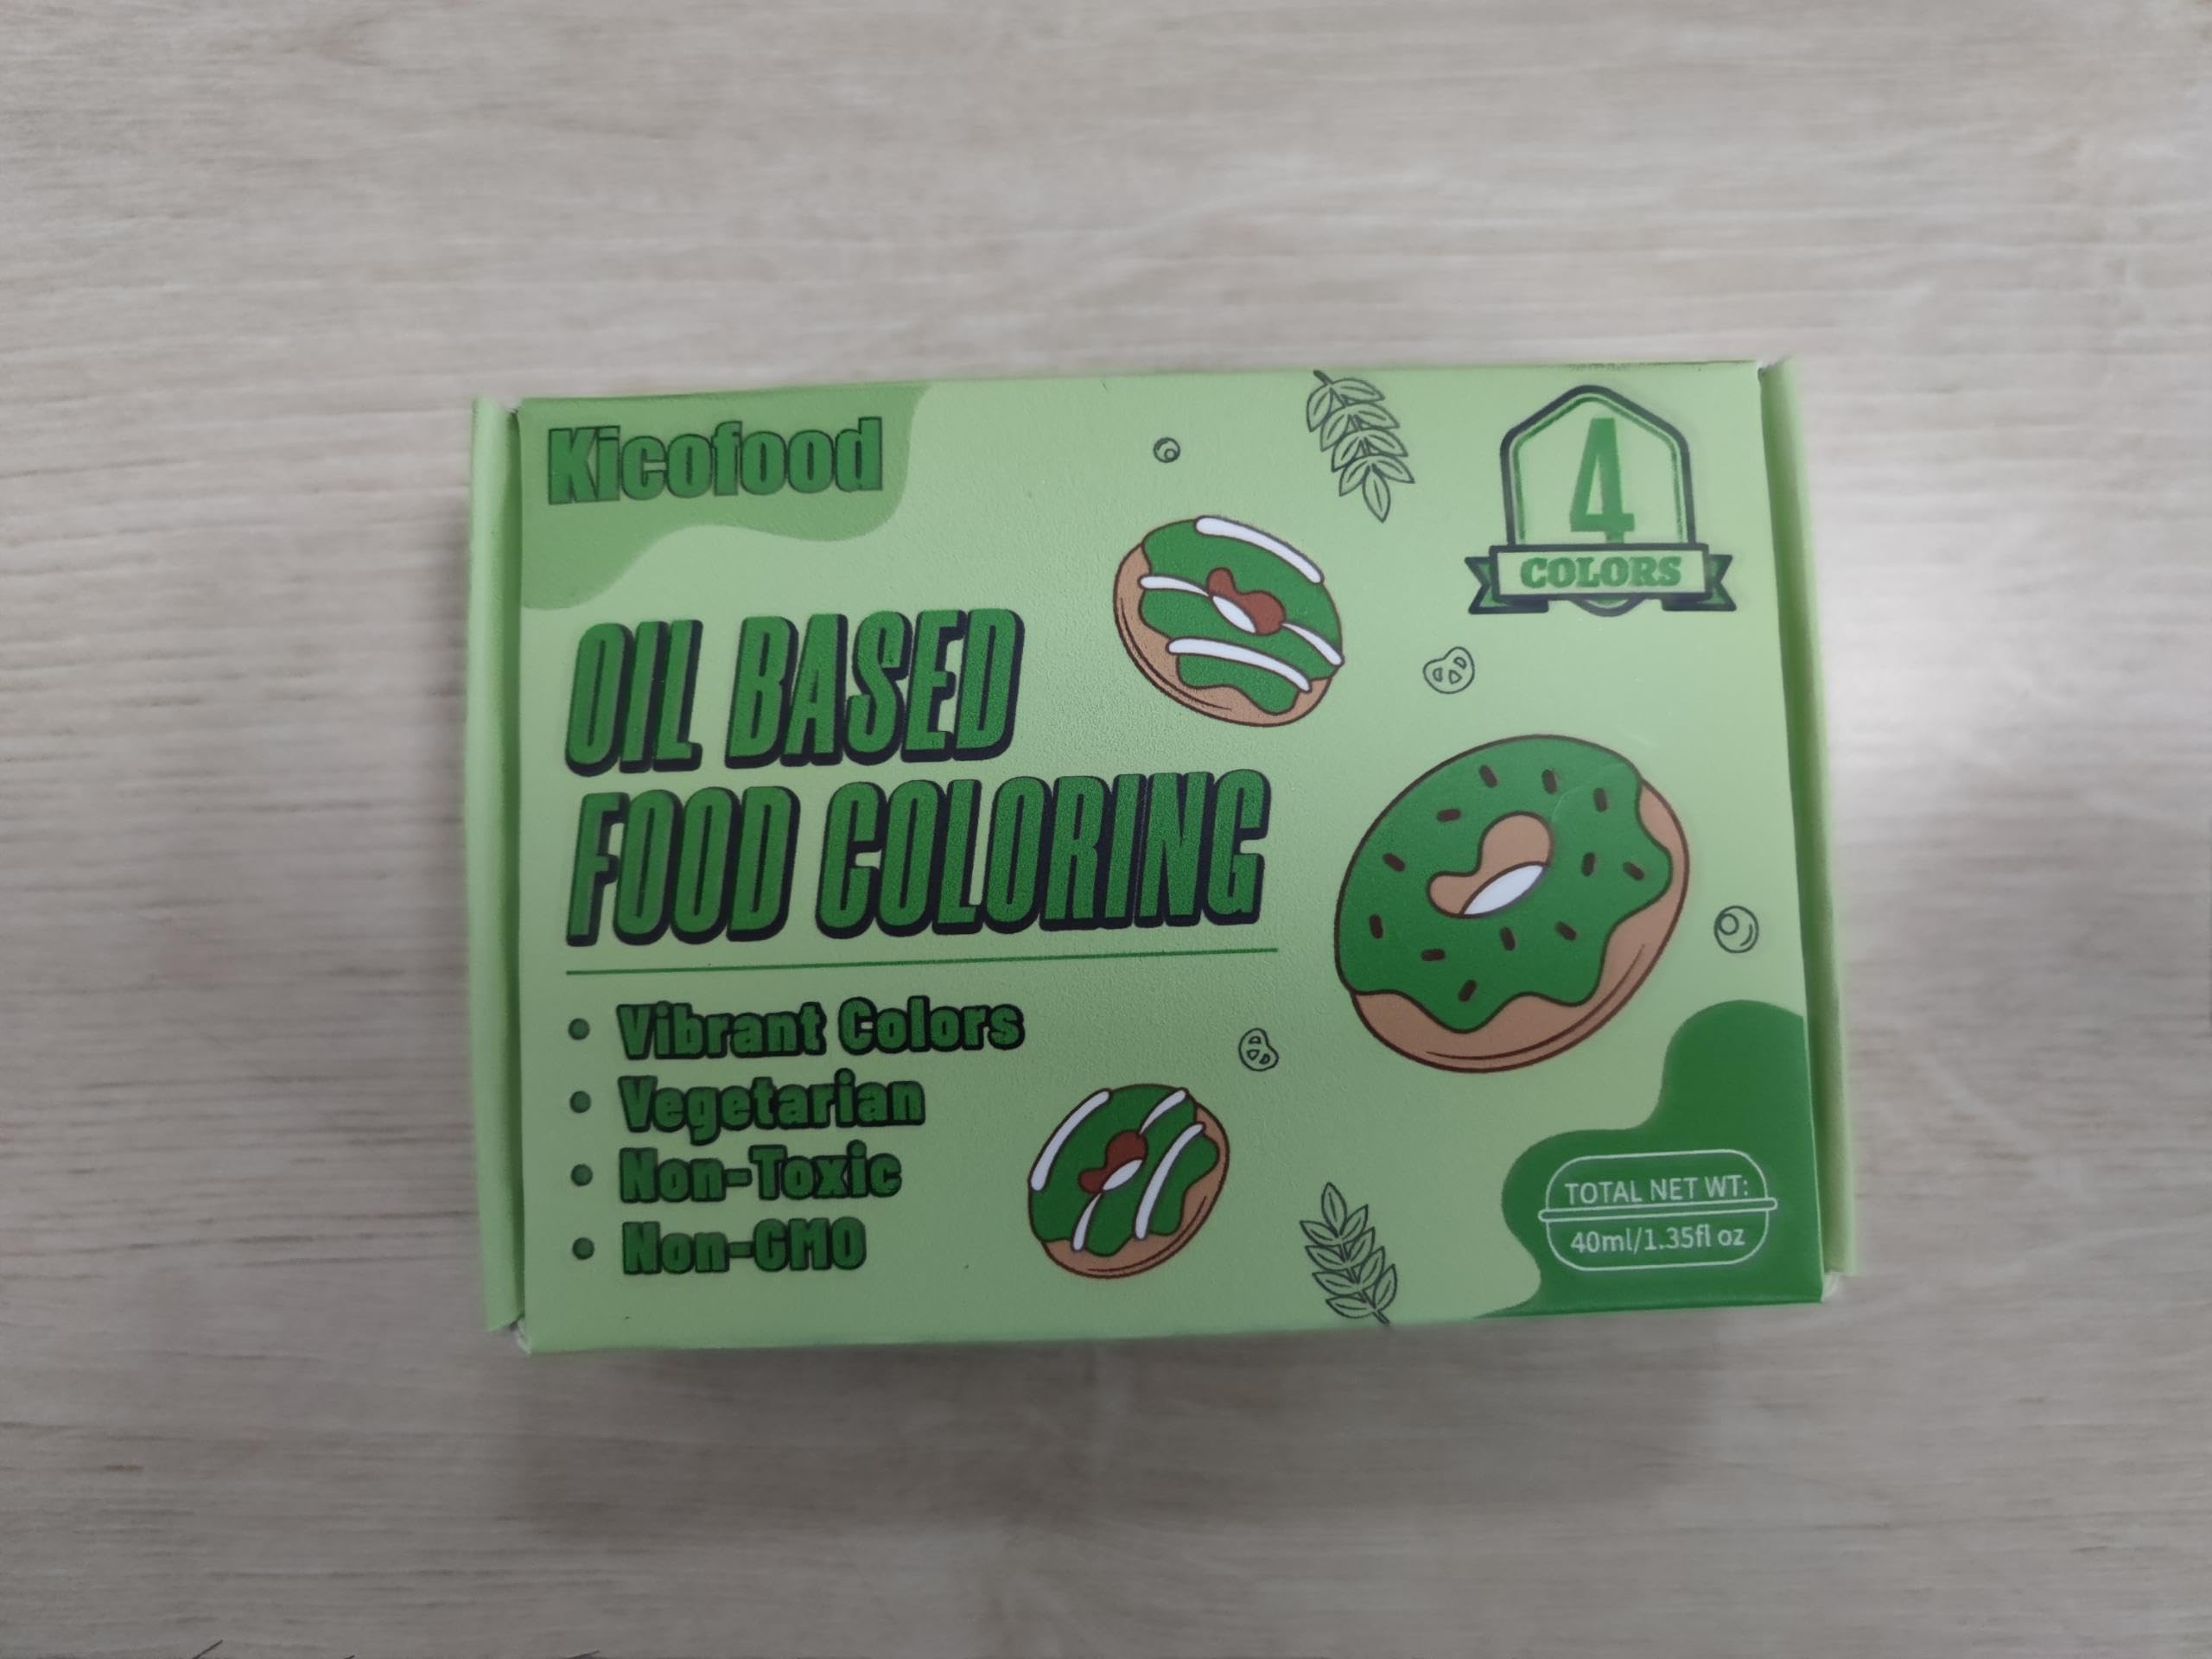 Kicofood
4
COLORS
OIL BASED
FOOD COLORING
• Vibrant Colors
• Vegetarian
• Non-Toxic
• Non-GMO
TOTAL NET WT:
40ml/1.35fl oz